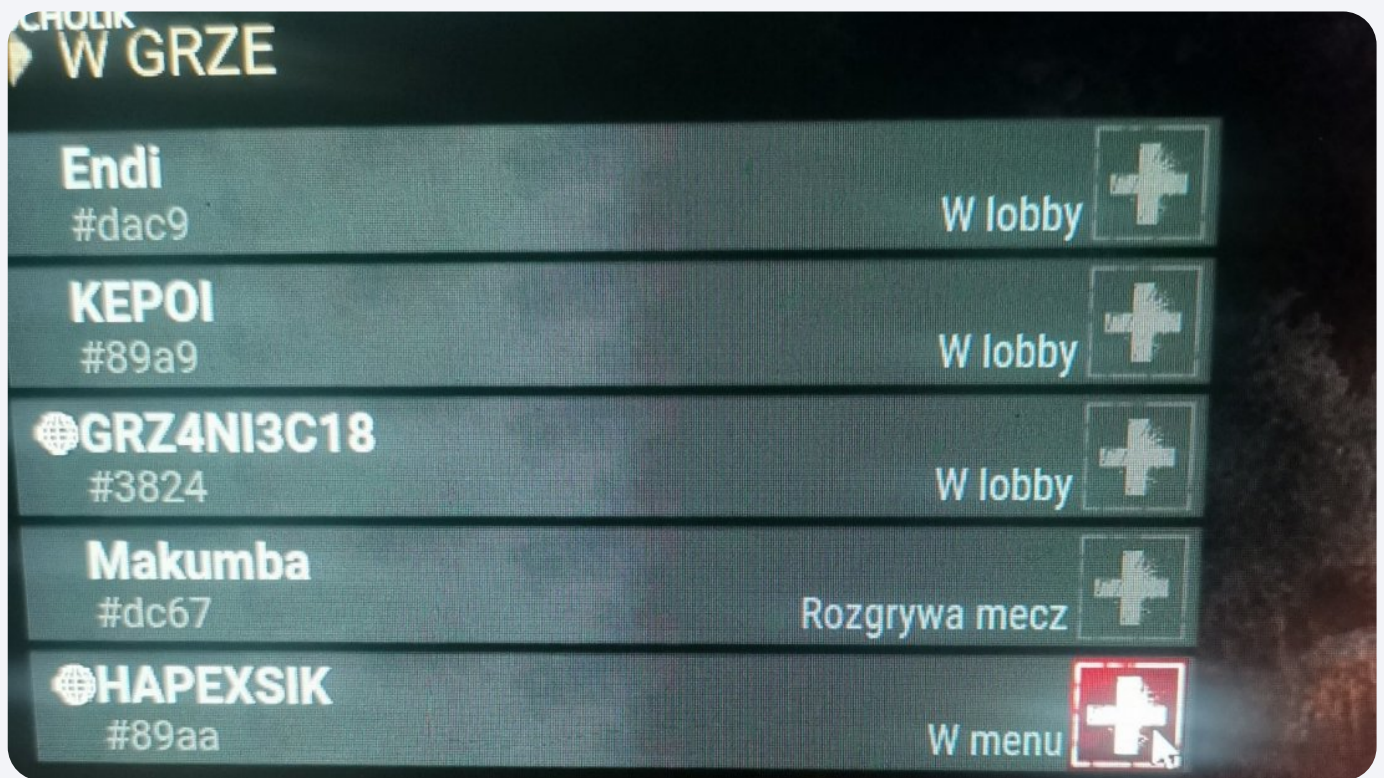 W GRZE
Endi
#dac9
W lobby
KEPOI
#89a9
W lobby
GRZ4NI3C18
#3824
W lobby
Makumba
#dc67
Rozgrywa mecz
HAPEXSIK
#89aa
W menu